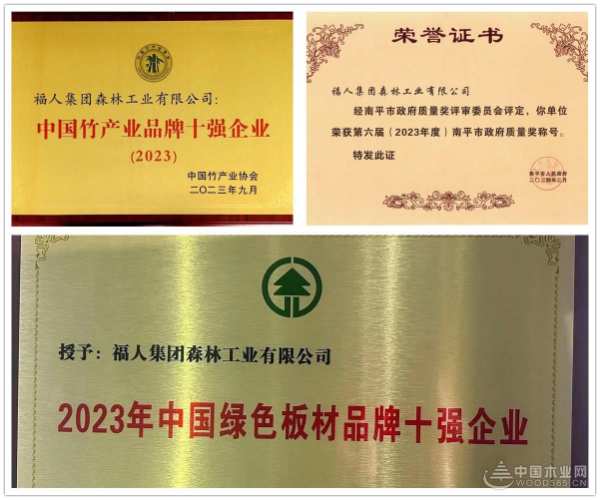 福人集团森林工业有限公司：
中国竹产业品牌十强企业
(2023)
中国竹产业协会
二〇二三年九月
荣誉证书
福人集团森林工业有限公司
经南平市政府质量奖评审委员会评定，你单位
荣获第六届（2023年度）南平市政府质量奖称号。
特发此证
南平市人民政府
授予：福人集团森林工业有限公司
2023年中国绿色板材品牌十强企业
中国木业网
WOOD365.CN